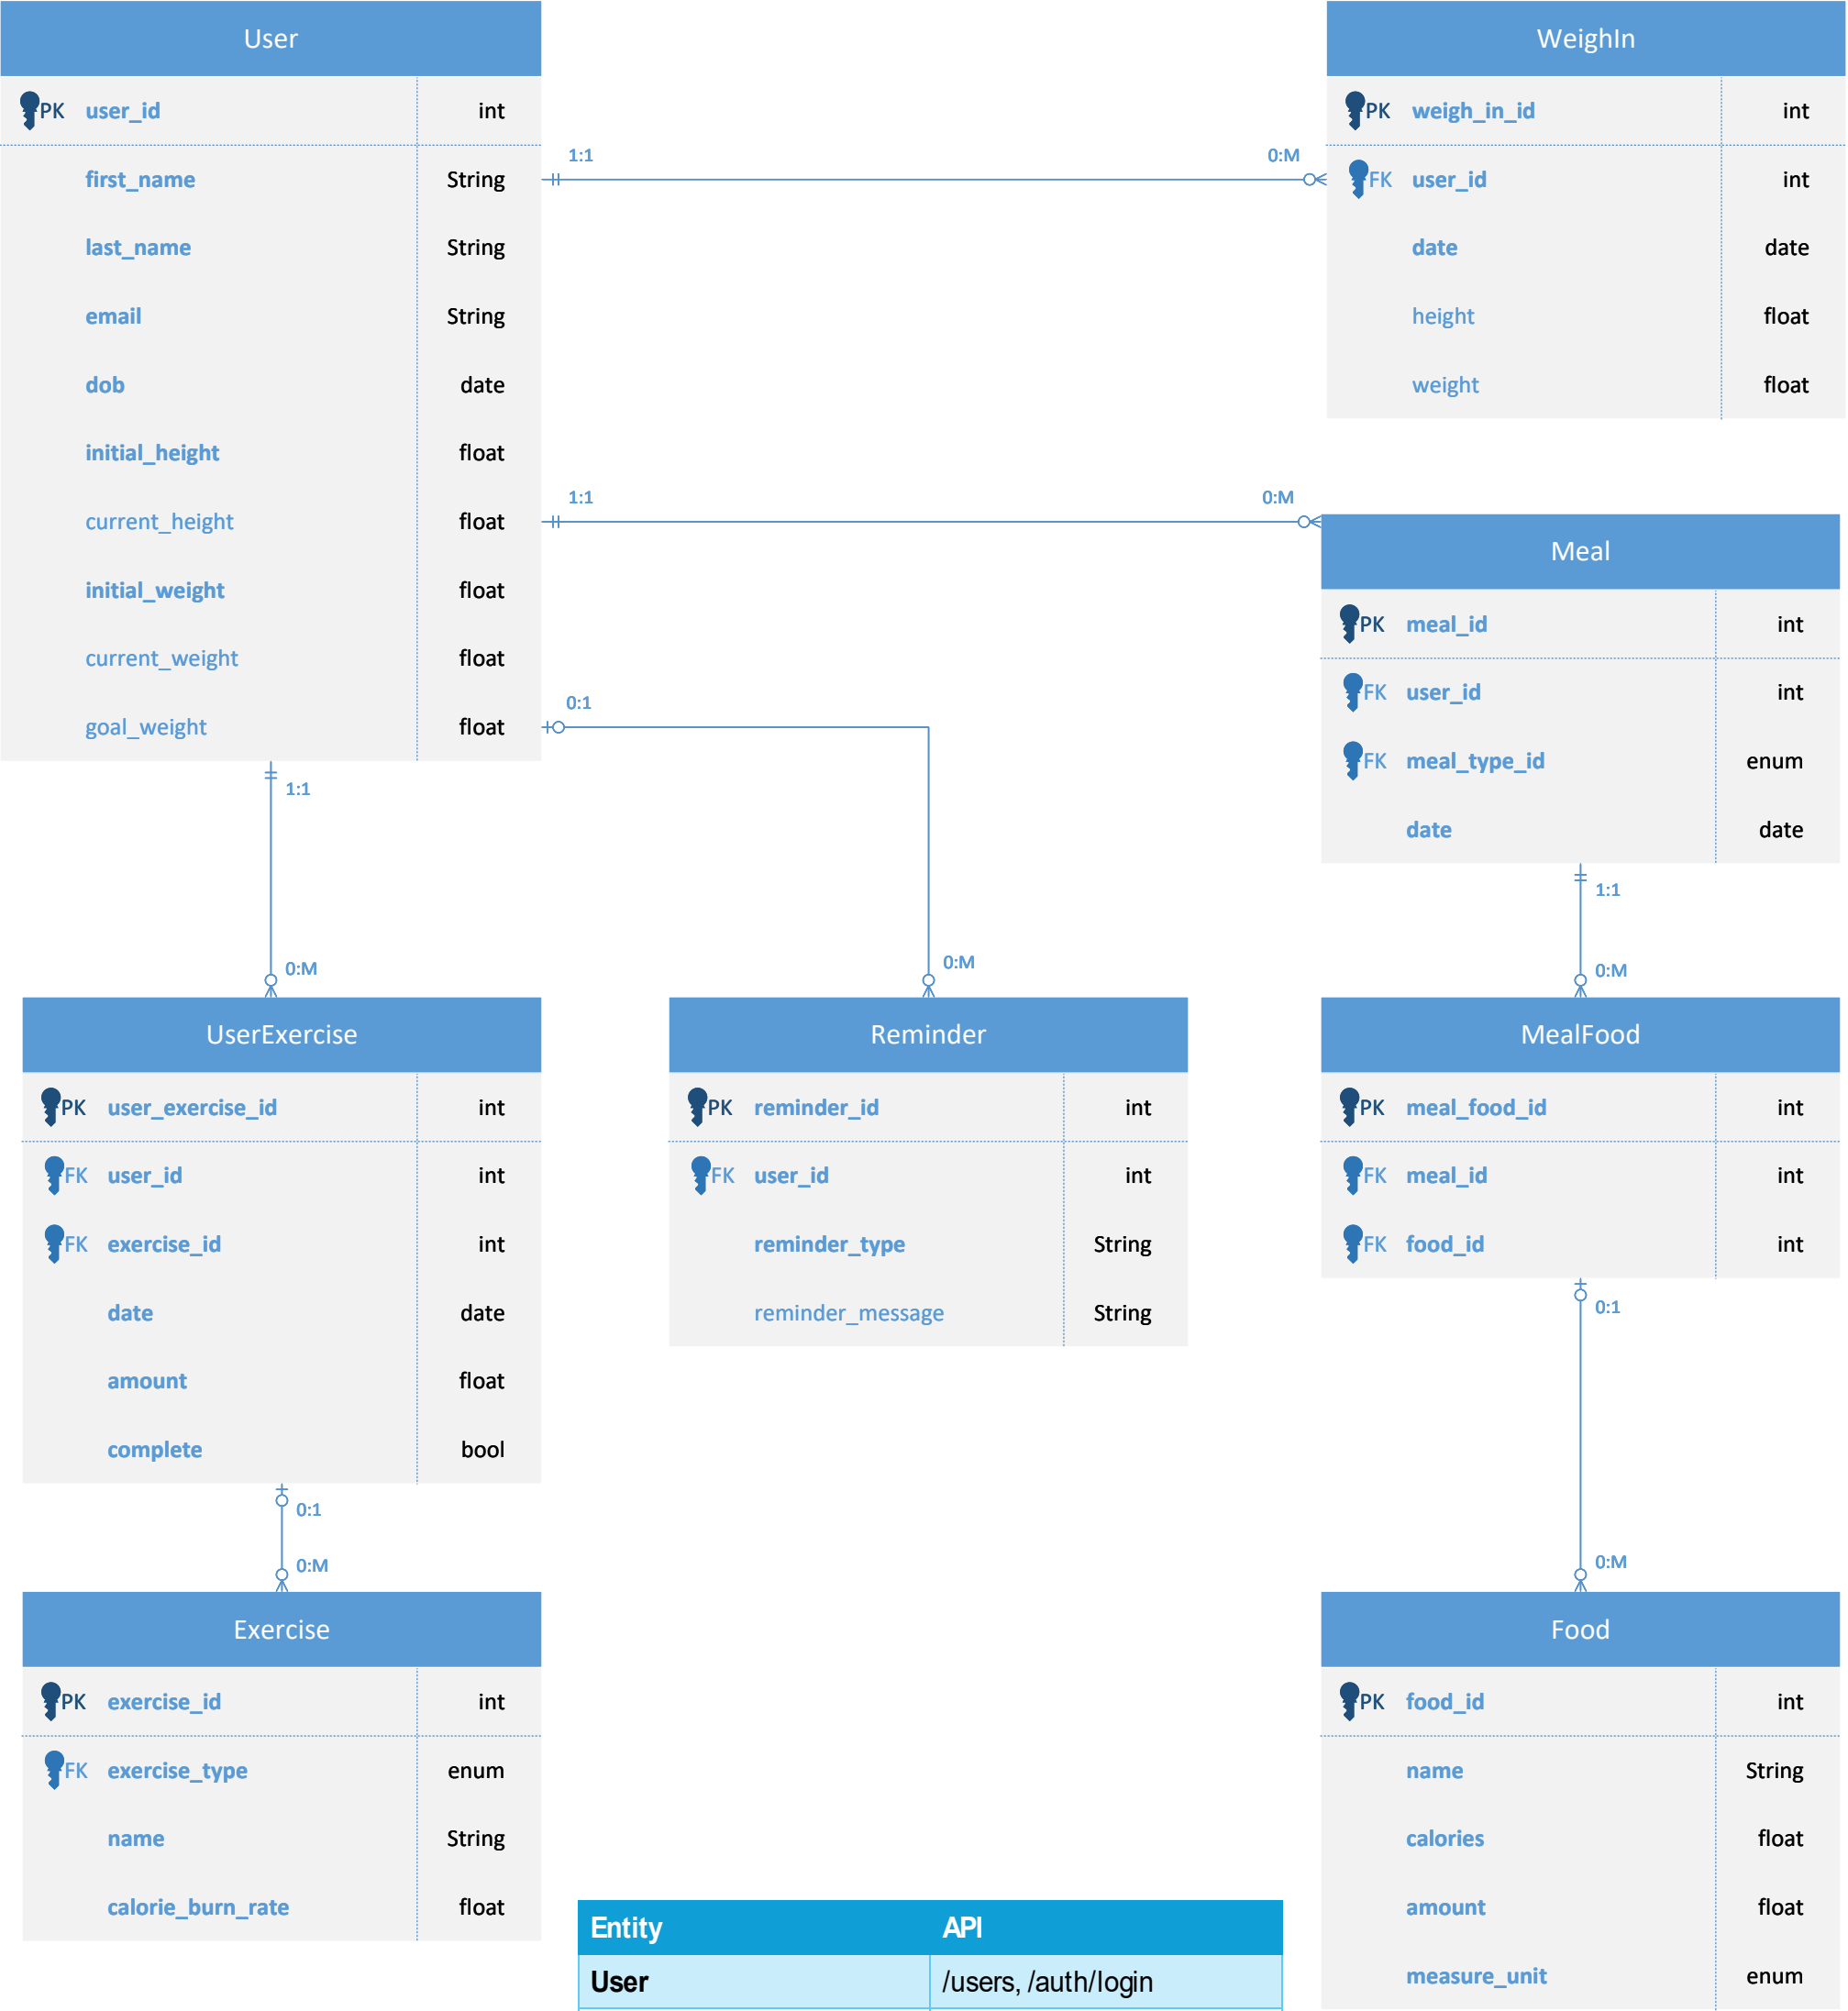 User
PK user_id int
first_name String
last_name String
email String
dob date
initial_height float
current_height float
initial_weight float
current_weight float
goal_weight float
1:1
0:M
WeighIn
PK weigh_in_id int
FK user_id int
date date
height float
weight float
1:1
0:M
Meal
PK meal_id int
FK user_id int
FK meal_type_id enum
date date
0:1
0:M
1:1
0:M
1:1
0:M
UserExercise
PK user_exercise_id int
FK user_id int
FK exercise_id int
date date
amount float
complete bool
Reminder
PK reminder_id int
FK user_id int
reminder_type String
reminder_message String
MealFood
PK meal_food_id int
FK meal_id int
FK food_id int
0:1
0:M
0:1
0:M
Exercise
PK exercise_id int
FK exercise_type enum
name String
calorie_burn_rate float
Food
PK food_id int
name String
calories float
amount float
measure_unit enum
Entity API
User /users, /auth/login